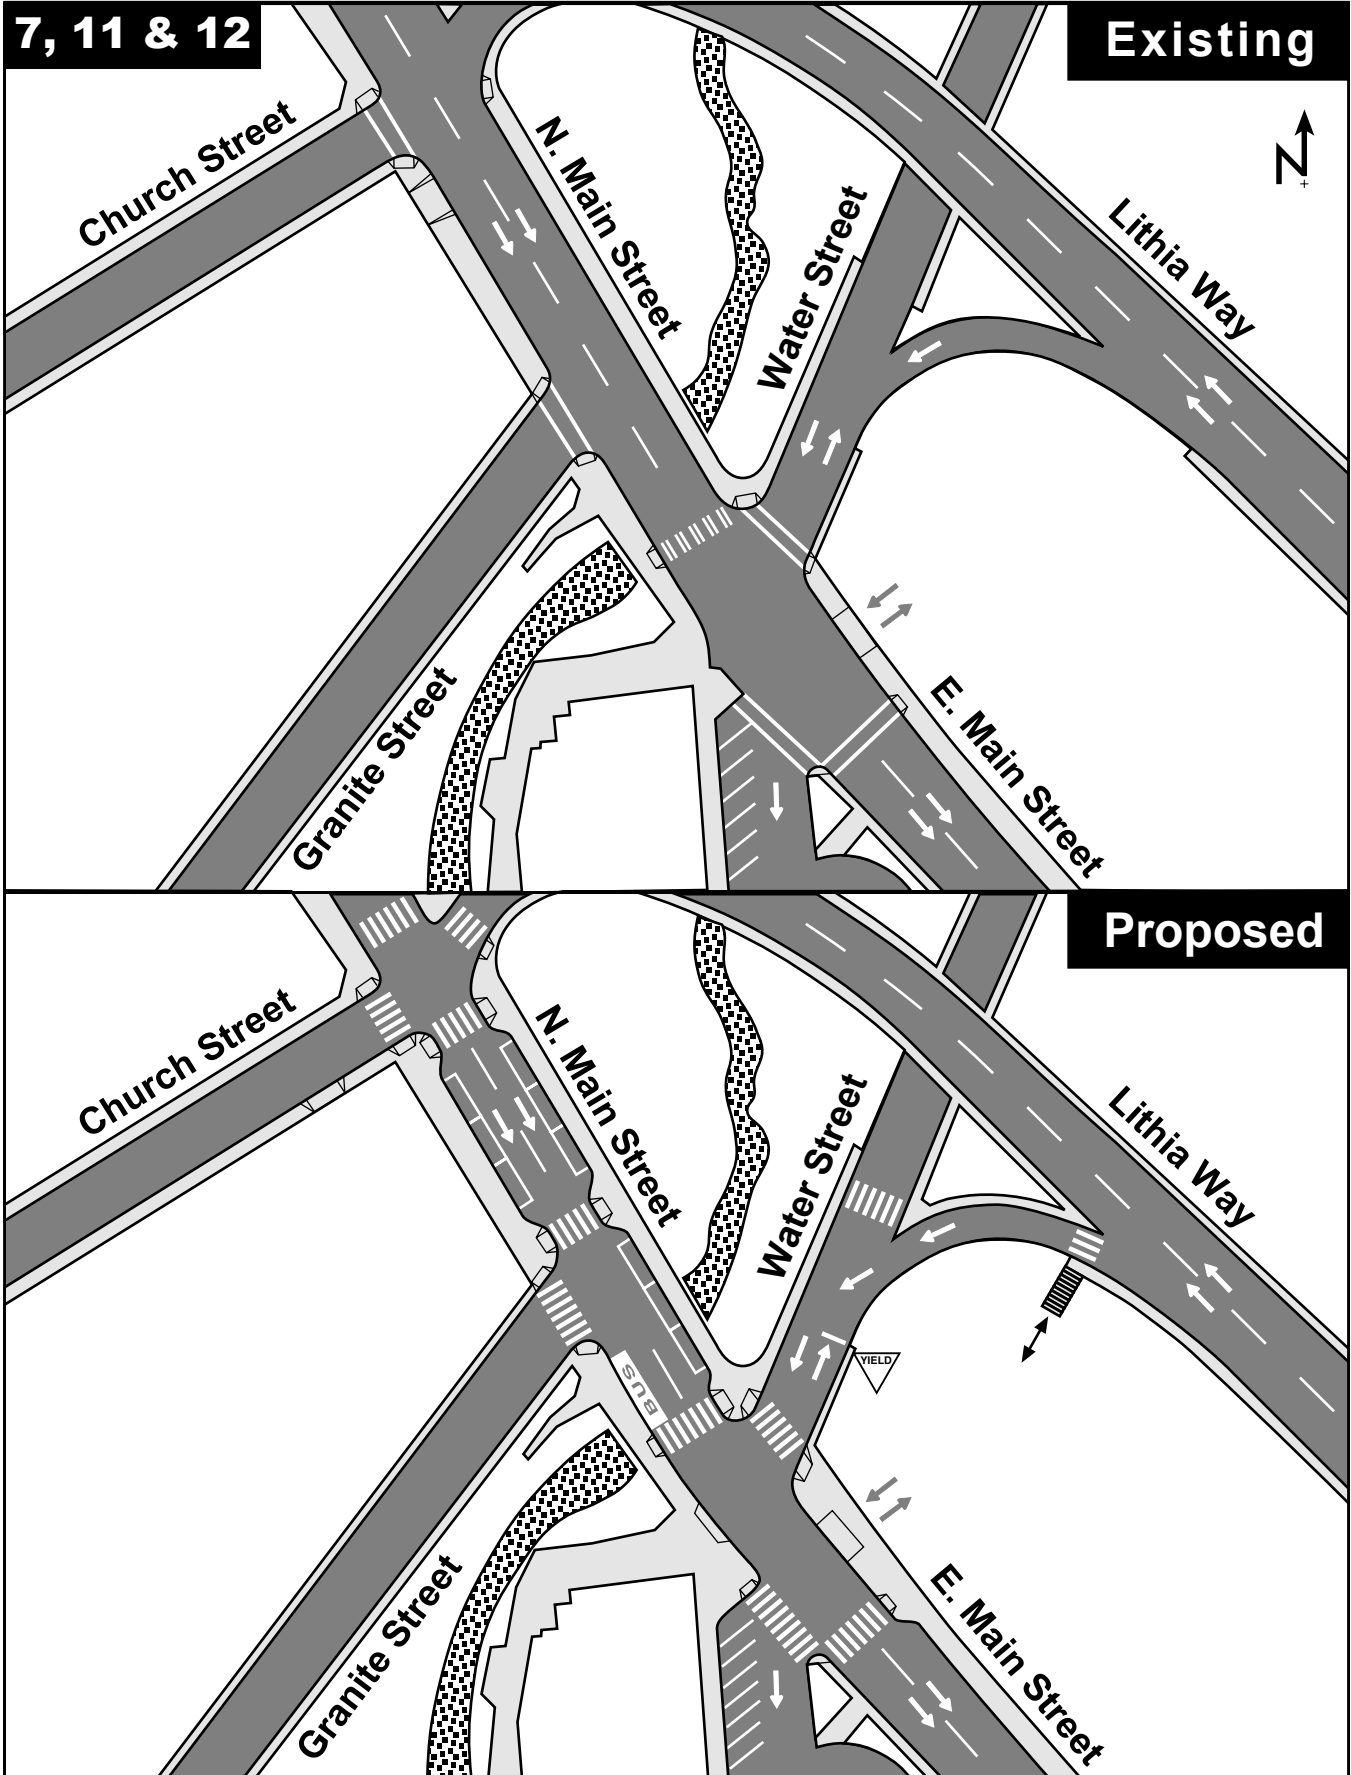 7, 11 & 12
Existing
Church Street
N. Main Street
Water Street
Lithia Way
N
Granite Street
E. Main Street
Proposed
Church Street
N. Main Street
Water Street
Lithia Way
YIELD
BUS
Granite Street
E. Main Street